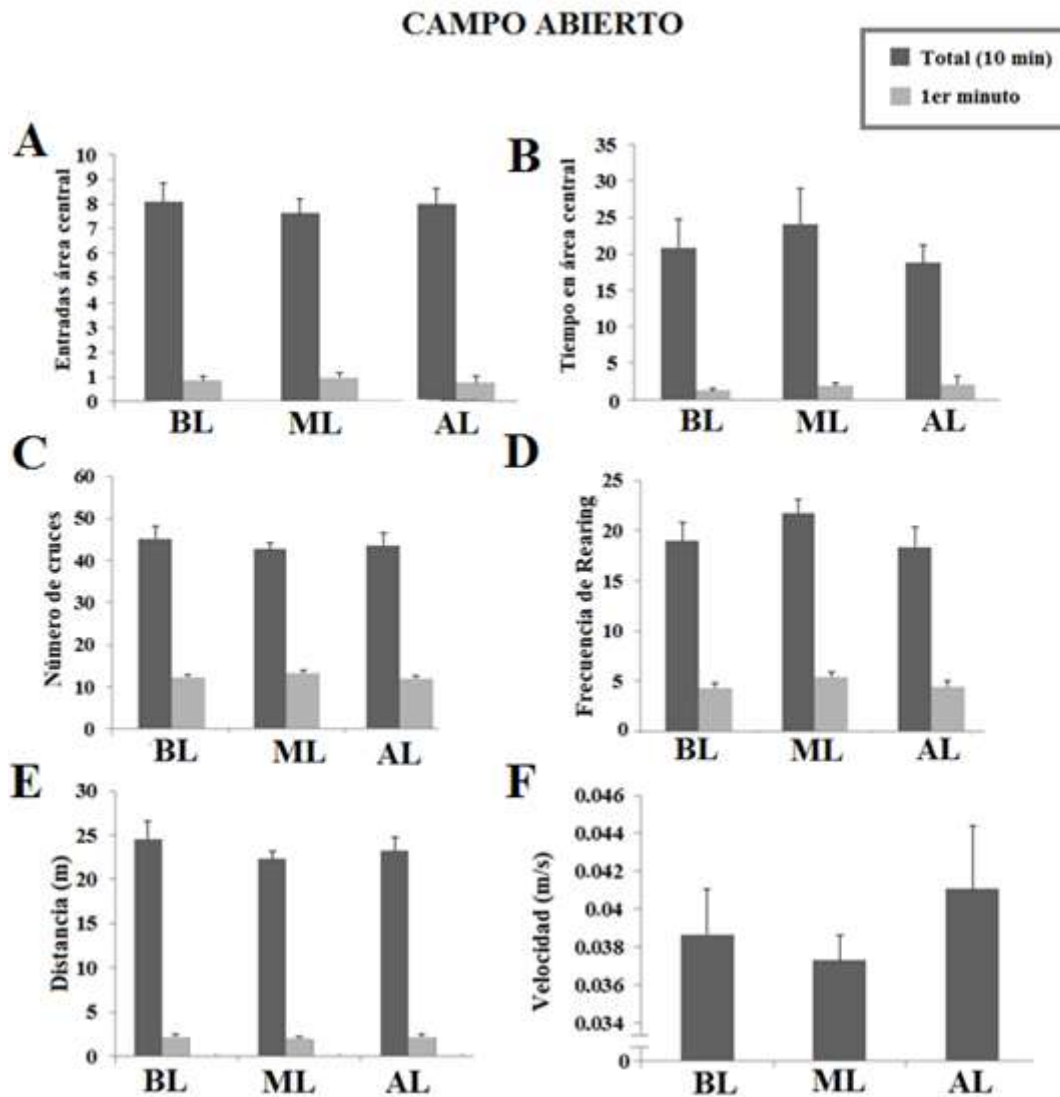 CAMPO ABIERTO
Total (10 min)
1er minuto
A
Entradas área central
10
9
8
7
6
5
4
3
2
1
0
BL ML AL
B
Tiempo en área central
35
30
25
20
15
10
5
0
BL ML AL
C
Número de cruces
60
50
40
30
20
10
0
BL ML AL
D
Frecuencia de Rearing
25
20
15
10
5
0
BL ML AL
E
Distancia (m)
30
25
20
15
10
5
0
BL ML AL
F
Velocidad (m/s)
0.046
0.044
0.042
0.04
0.038
0.036
0.034
0
BL ML AL